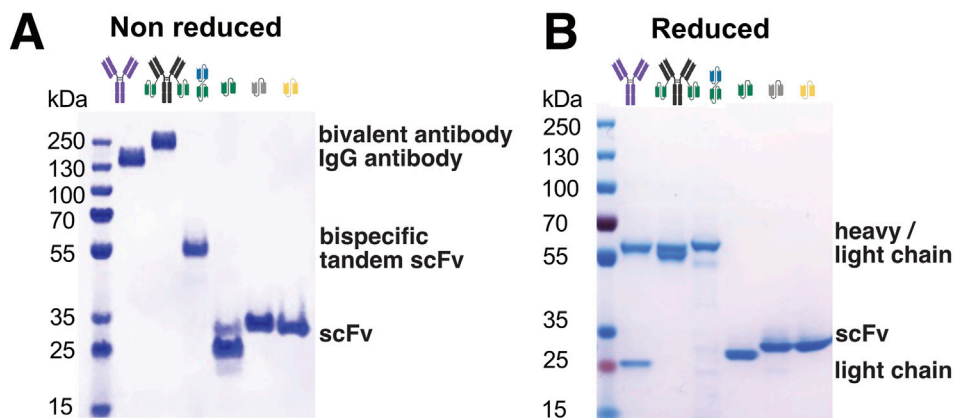 A
Non reduced
kDa
250
130
100
70
55
35
25
15
bivalent antibody
IgG antibody
bispecific
tandem scFv
scFv
B
Reduced
kDa
250
130
100
70
55
35
25
15
heavy /
light chain
scFv
light chain